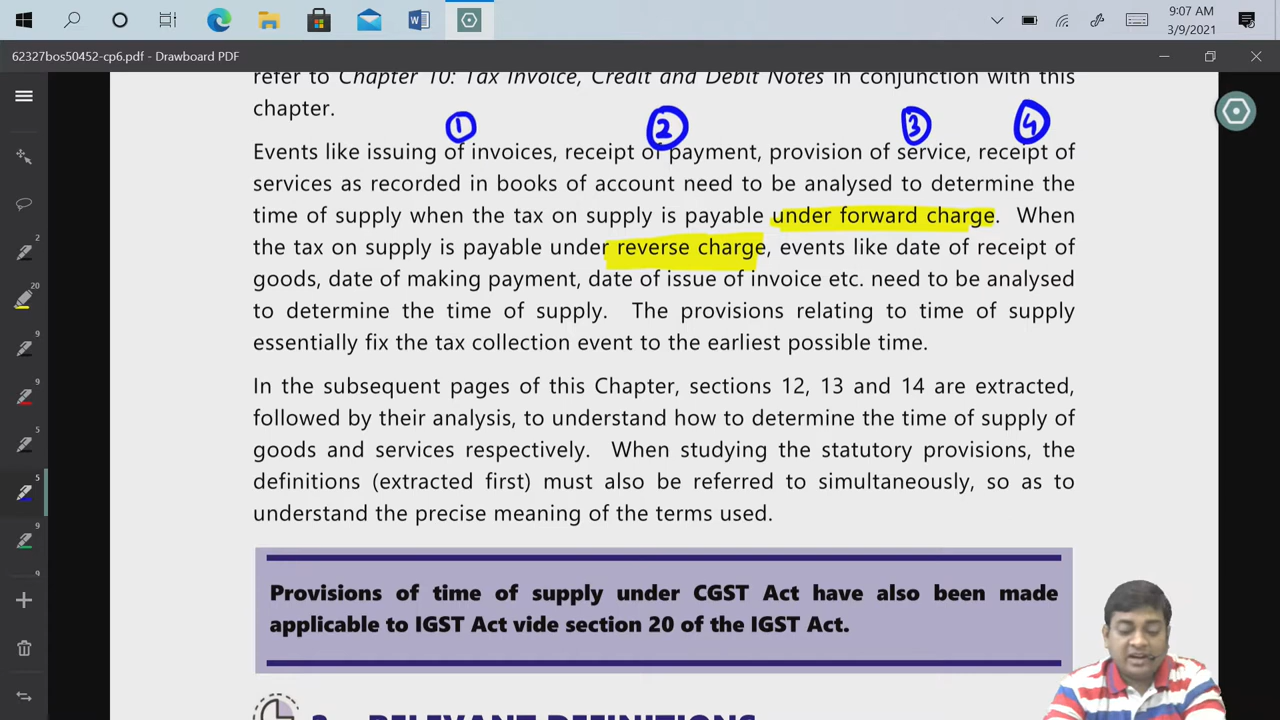 9:07 AM
3/9/2021
62327bos50452-cp6.pdf - Drawboard PDF
refer to Chapter 10: Tax Invoice, Credit and Debit Notes in conjunction with this
chapter.
1 2 3 4
Events like issuing of invoices, receipt of payment, provision of service, receipt of
services as recorded in books of account need to be analysed to determine the
time of supply when the tax on supply is payable under forward charge. When
the tax on supply is payable under reverse charge, events like date of receipt of
goods, date of making payment, date of issue of invoice etc. need to be analysed
to determine the time of supply. The provisions relating to time of supply
essentially fix the tax collection event to the earliest possible time.
In the subsequent pages of this Chapter, sections 12, 13 and 14 are extracted,
followed by their analysis, to understand how to determine the time of supply of
goods and services respectively. When studying the statutory provisions, the
definitions (extracted first) must also be referred to simultaneously, so as to
understand the precise meaning of the terms used.
Provisions of time of supply under CGST Act have also been made
applicable to IGST Act vide section 20 of the IGST Act.
2. RELEVANT DEFINITIONS
20
9
9
5
5
9
9